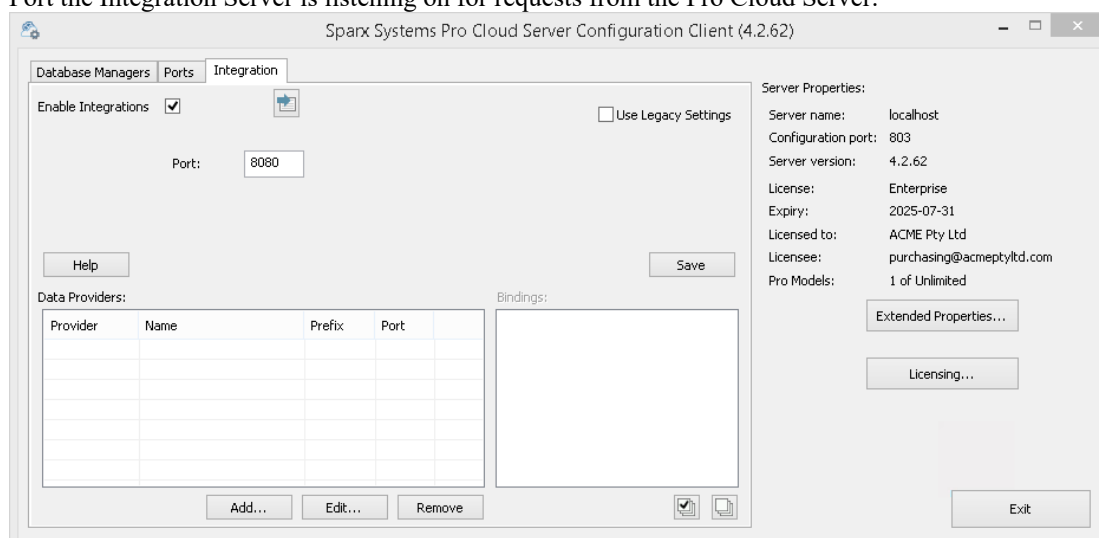 Port the Integration Server is listening on for requests from the Pro Cloud Server.
Sparx Systems Pro Cloud Server Configuration Client (4.2.62)
Database Managers Ports Integration
Enable Integrations
Use Legacy Settings
Port: 8080
Help
Save
Data Providers:
Bindings:
Provider Name Prefix Port
Add... Edit... Remove
Server Properties:
Server name: localhost
Configuration port: 803
Server version: 4.2.62
License: Enterprise
Expiry: 2025-07-31
Licensed to: ACME Pty Ltd
Licensee: purchasing@acmeptyltd.com
Pro Models: 1 of Unlimited
Extended Properties...
Licensing...
Exit